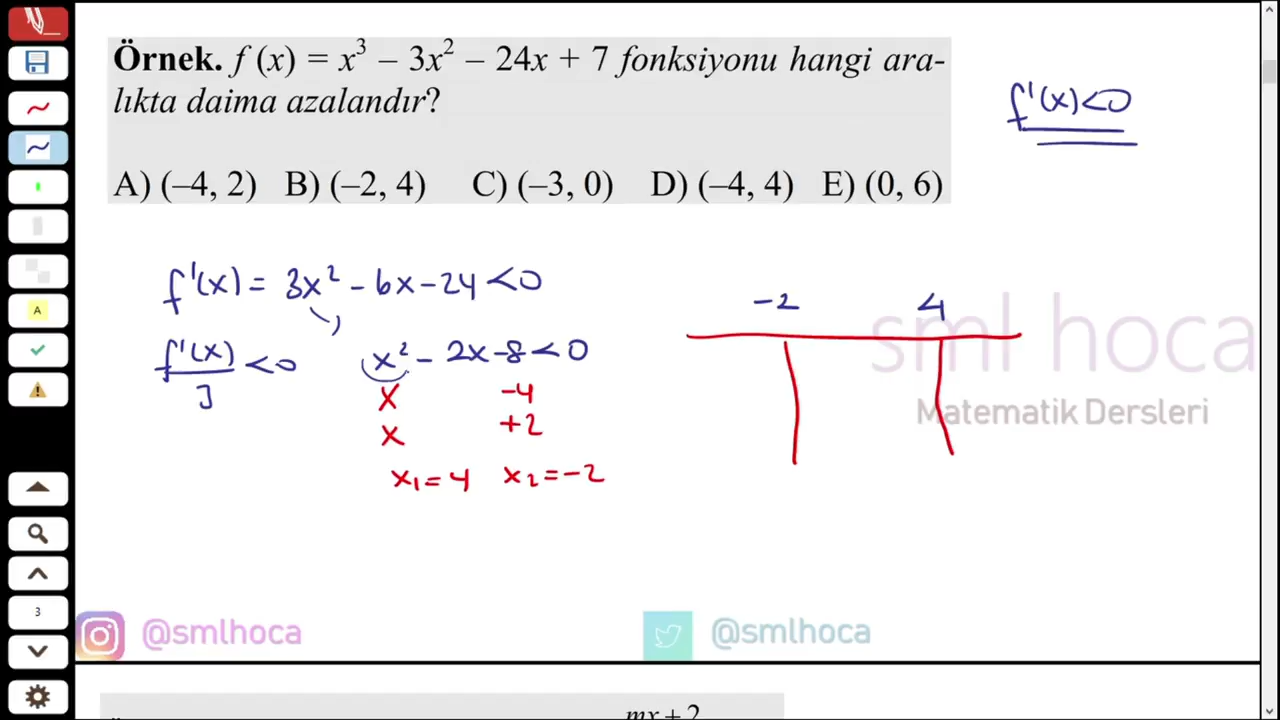 Örnek. f (x) = x³ – 3x² – 24x + 7 fonksiyonu hangi ara-
lıkta daima azalandır?
f'(x) <0
A) (–4, 2) B) (–2, 4) C) (–3, 0) D) (–4, 4) E) (0, 6)
f'(x) = 3x² - 6x - 24 <0
-2 4
f'(x)/3 <0 x² - 2x - 8 < 0
x -4
x +2
x₁ = 4 x₂ = -2
sml hoca
Matematik Dersleri
A
3
@smlhoca @smlhoca
mx + 2